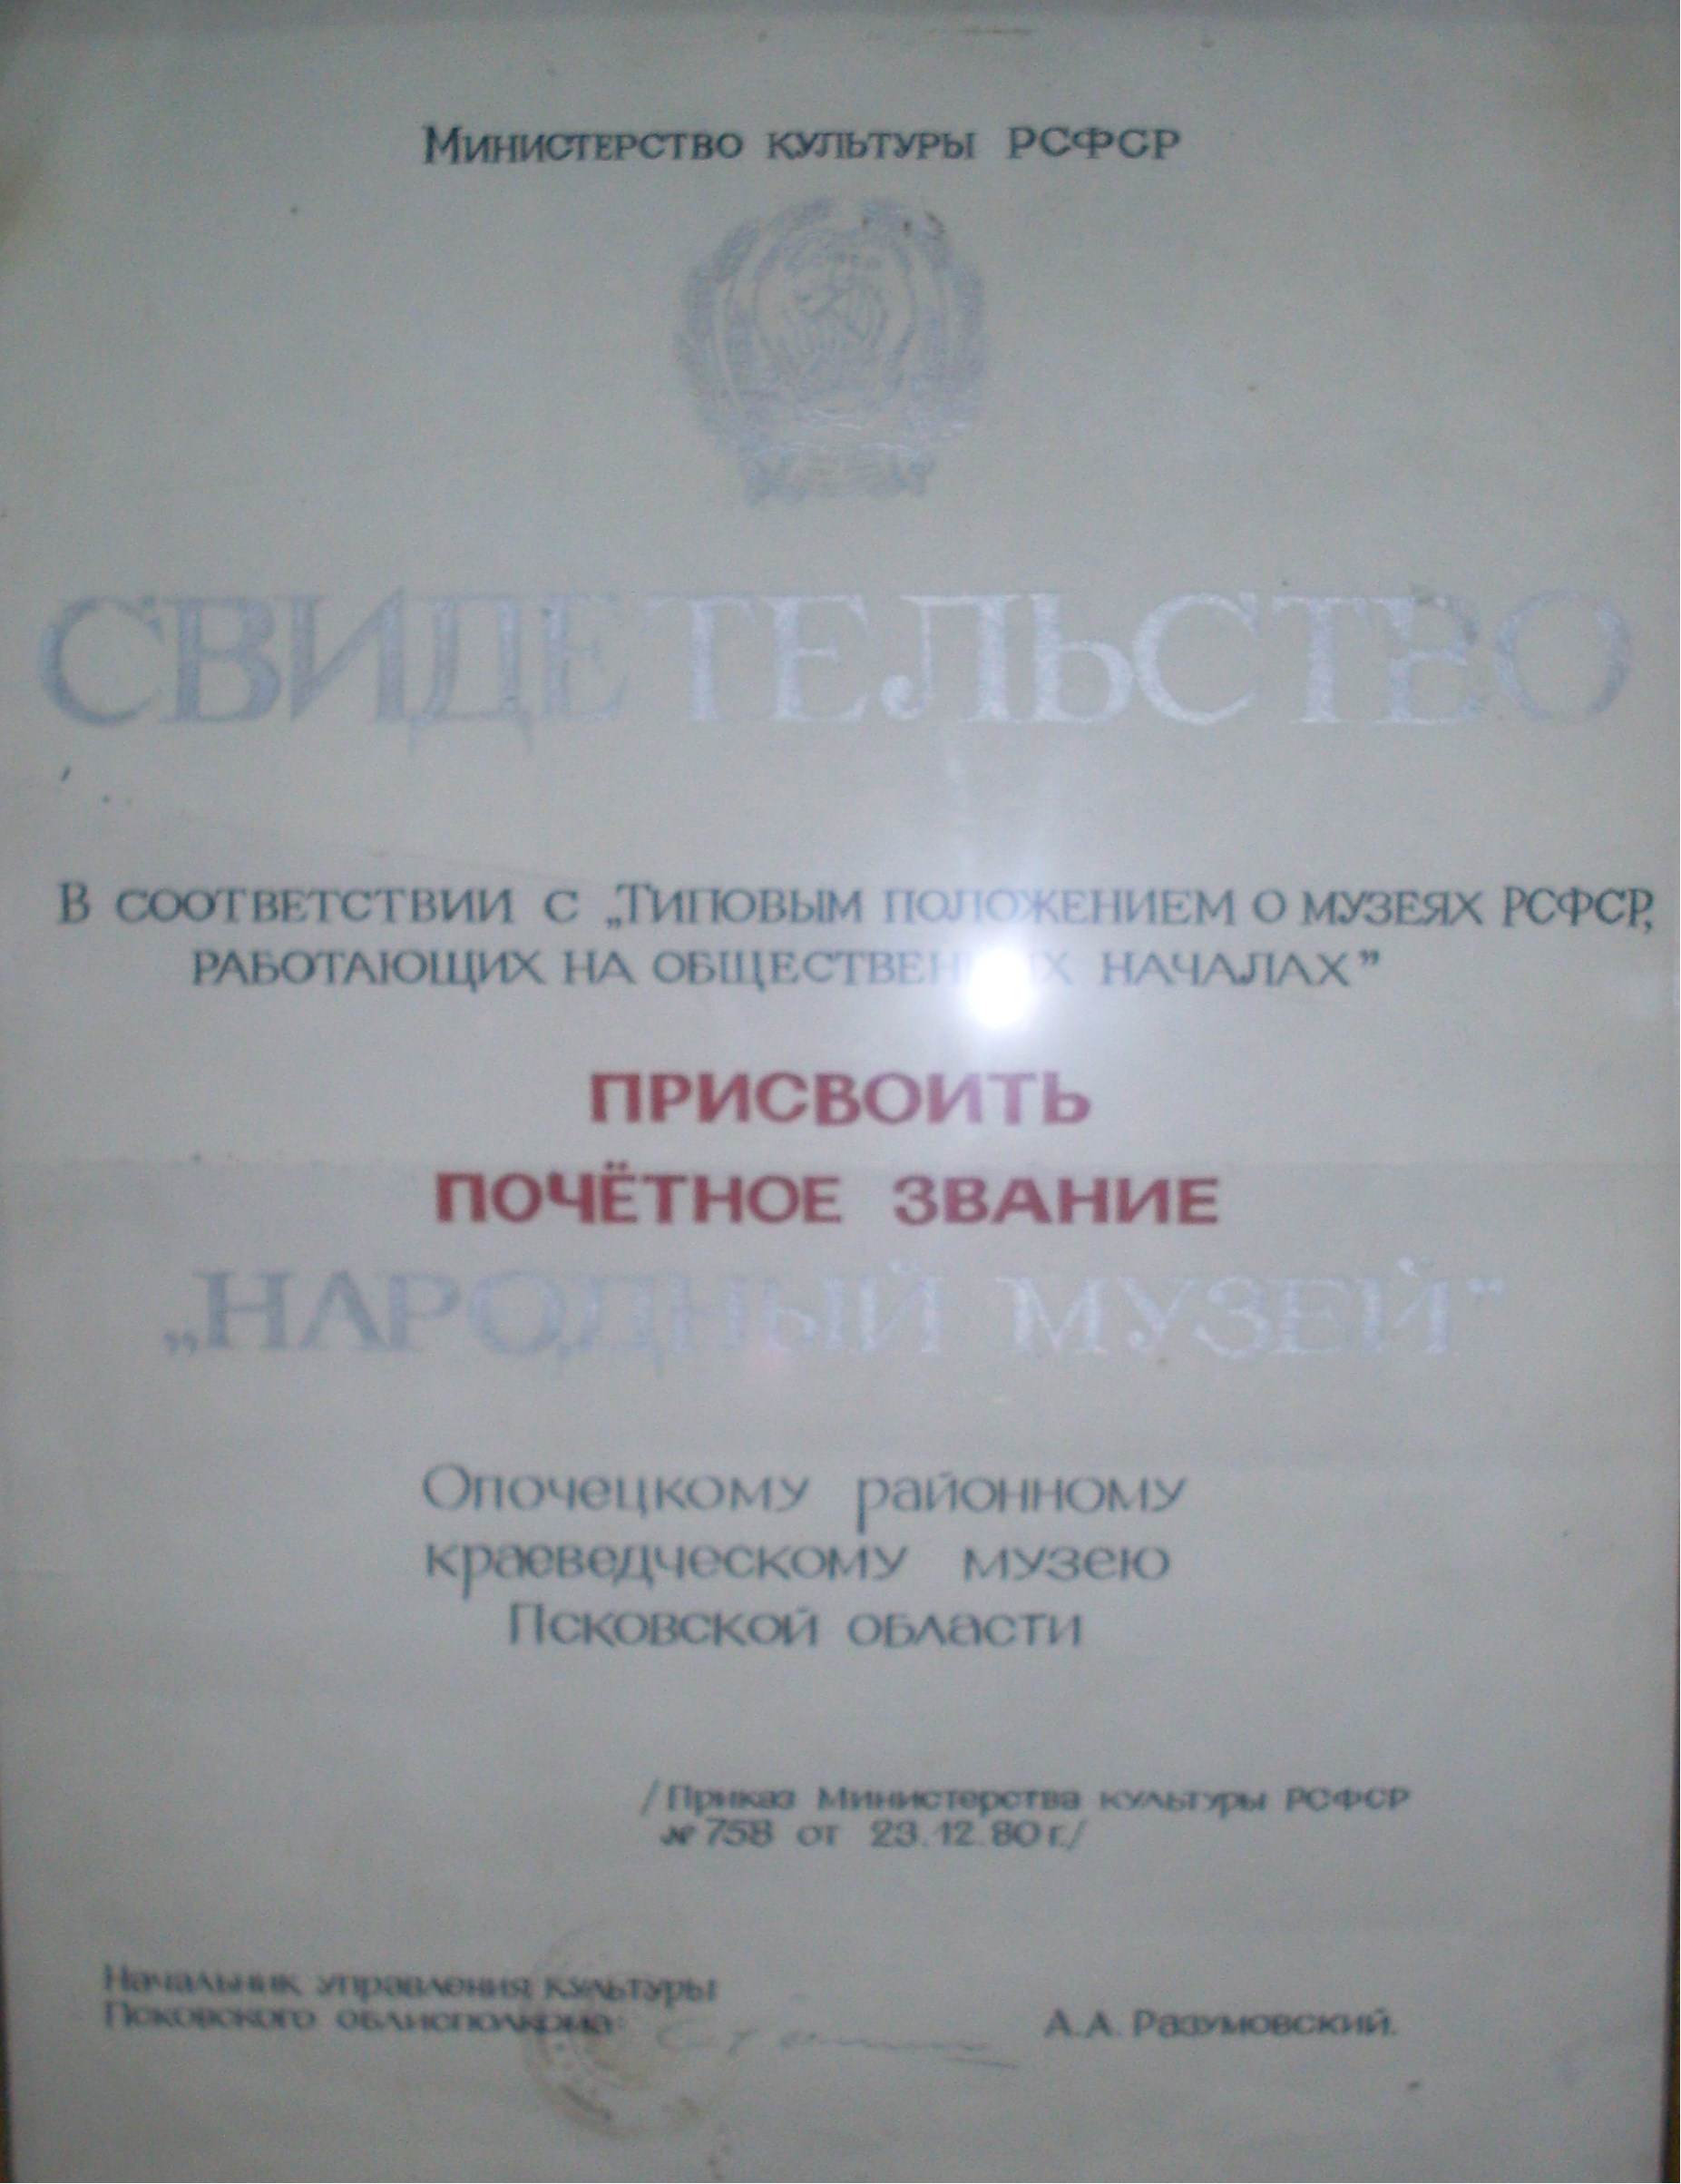 Министерство культуры РСФСР
СВИДЕТЕЛЬСТВО
В соответствии с „Типовым положением о музеях РСФСР,
работающих на общественных началах”
ПРИСВОИТЬ
ПОЧЁТНОЕ ЗВАНИЕ
„НАРОДНЫЙ МУЗЕЙ“
Опочецкому районному
краеведческому музею
Псковской области
/Приказ Министерства культуры РСФСР
№ 758 от 23.12.80 г./
Начальник управления культуры
Псковского облисполкома
А.А. Разумовский.